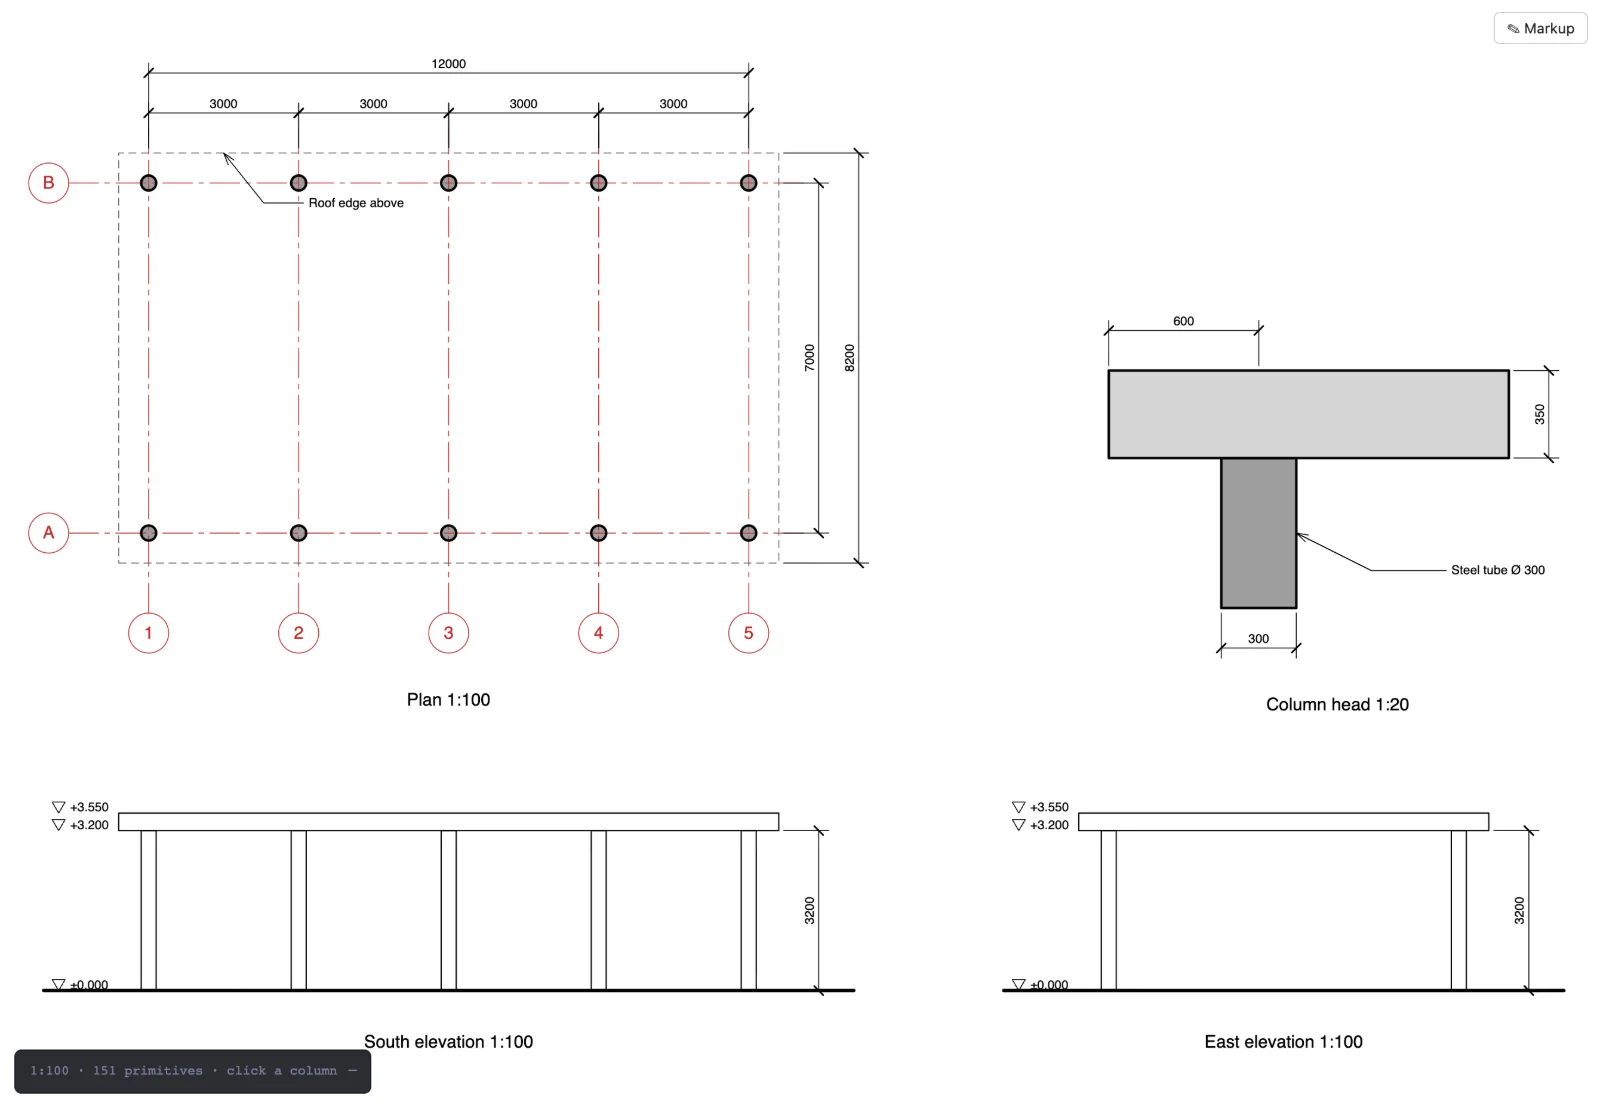 ✎ Markup
12000
3000 3000 3000 3000
B
Roof edge above
7000
8200
A
1 2 3 4 5
Plan 1:100
600
350
Steel tube Ø 300
300
Column head 1:20
+3.550
+3.200
3200
±0.000
South elevation 1:100
+3.550
+3.200
3200
±0.000
East elevation 1:100
1:100 · 151 primitives · click a column —